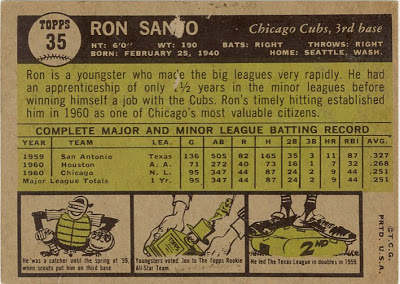 TOPPS
35
RON SANTO
Chicago Cubs, 3rd base
HT: 6'0" WT: 190 BATS: RIGHT THROWS: RIGHT
BORN: FEBRUARY 25, 1940 HOME: SEATTLE, WASH.
Ron is a youngster who made the big leagues very rapidly. He had
an apprenticeship of only 1½ years in the minor leagues before
winning himself a job with the Cubs. Ron's timely hitting established
him in 1960 as one of Chicago's most valuable citizens.
COMPLETE MAJOR AND MINOR LEAGUE BATTING RECORD
YEAR TEAM LEA. G AB R H 2B 3B HR RBI AVG.
1959 San Antonio Texas 136 505 82 165 35 3 11 87 .327
1960 Houston A. A. 71 272 40 73 16 1 7 32 .268
1960 Chicago N. L. 95 347 44 87 24 2 9 44 .251
Major League Totals 1 Yr. 95 347 44 87 24 2 9 44 .251
He was a catcher until the spring of '59,
when scouts put him on third base
Youngsters voted Jou to The Topps Rookie
All-Star Team.
2ND
He led The Texas League in doubles in 1959.
©T.C.G.
PRTD. U.S.A.